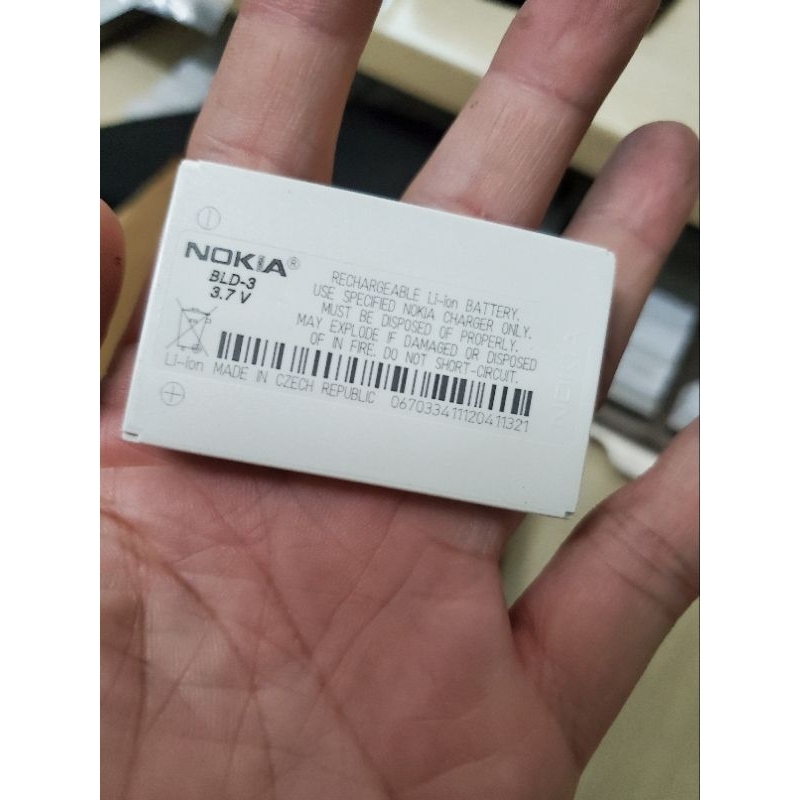 NOKIA®
BLD-3
3.7 V
RECHARGEABLE Li-ion BATTERY.
USE SPECIFIED NOKIA CHARGER ONLY.
MUST BE DISPOSED OF PROPERLY.
MAY EXPLODE IF DAMAGED OR DISPOSED
OF IN FIRE. DO NOT SHORT-CIRCUIT.
Li-ion MADE IN CZECH REPUBLIC 0670334111120411321
NOKIA